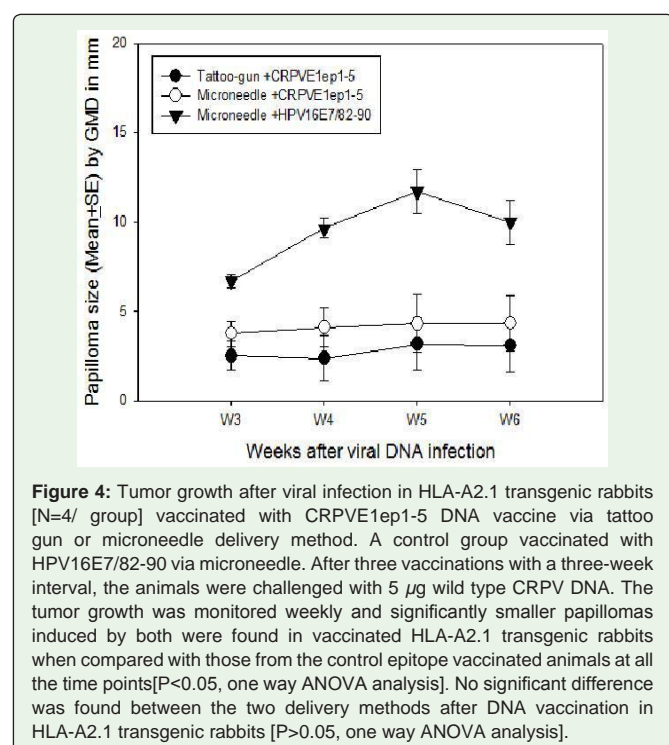 20
Tattoo-gun +CRPVE1ep1-5
Microneedle +CRPVE1ep1-5
Microneedle +HPV16E7/82-90
15
10
5
0
Papilloma size (Mean+SE) by GMD in mm
W3 W4 W5 W6
Weeks after viral DNA infection
Figure 4: Tumor growth after viral infection in HLA-A2.1 transgenic rabbits
[N=4/ group] vaccinated with CRPVE1ep1-5 DNA vaccine via tattoo
gun or microneedle delivery method. A control group vaccinated with
HPV16E7/82-90 via microneedle. After three vaccinations with a three-week
interval, the animals were challenged with 5 µg wild type CRPV DNA. The
tumor growth was monitored weekly and significantly smaller papillomas
induced by both were found in vaccinated HLA-A2.1 transgenic rabbits
when compared with those from the control epitope vaccinated animals at all
the time points[P<0.05, one way ANOVA analysis]. No significant difference
was found between the two delivery methods after DNA vaccination in
HLA-A2.1 transgenic rabbits [P>0.05, one way ANOVA analysis].